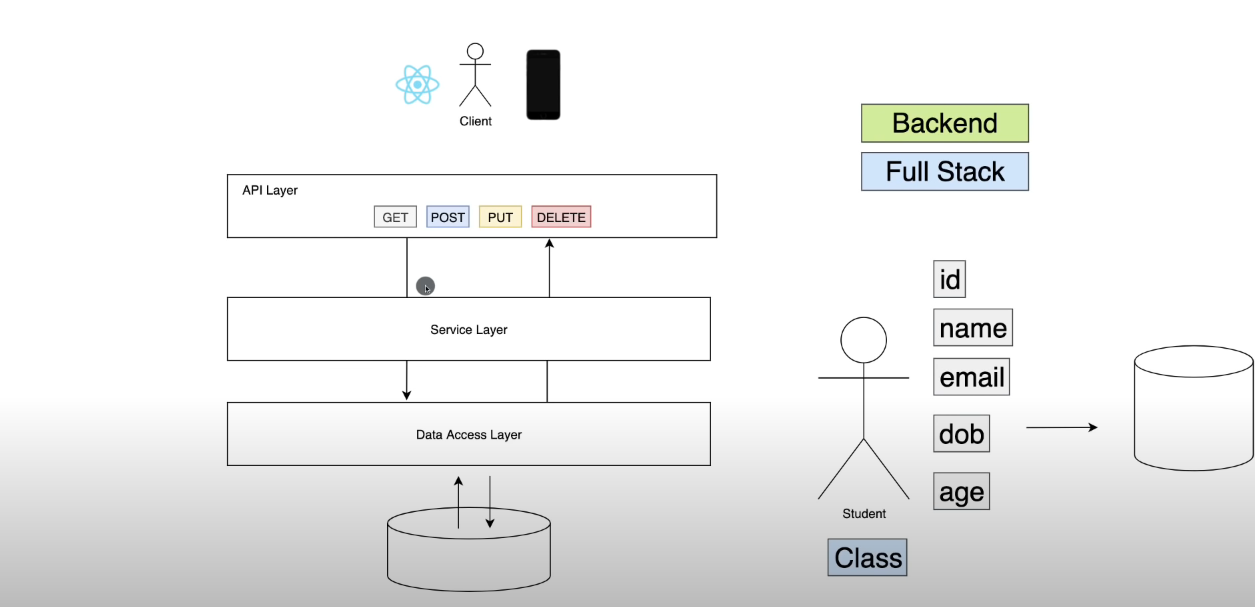 Client
API Layer
GET POST PUT DELETE
Service Layer
Data Access Layer
Backend
Full Stack
id
name
email
dob
age
Student
Class